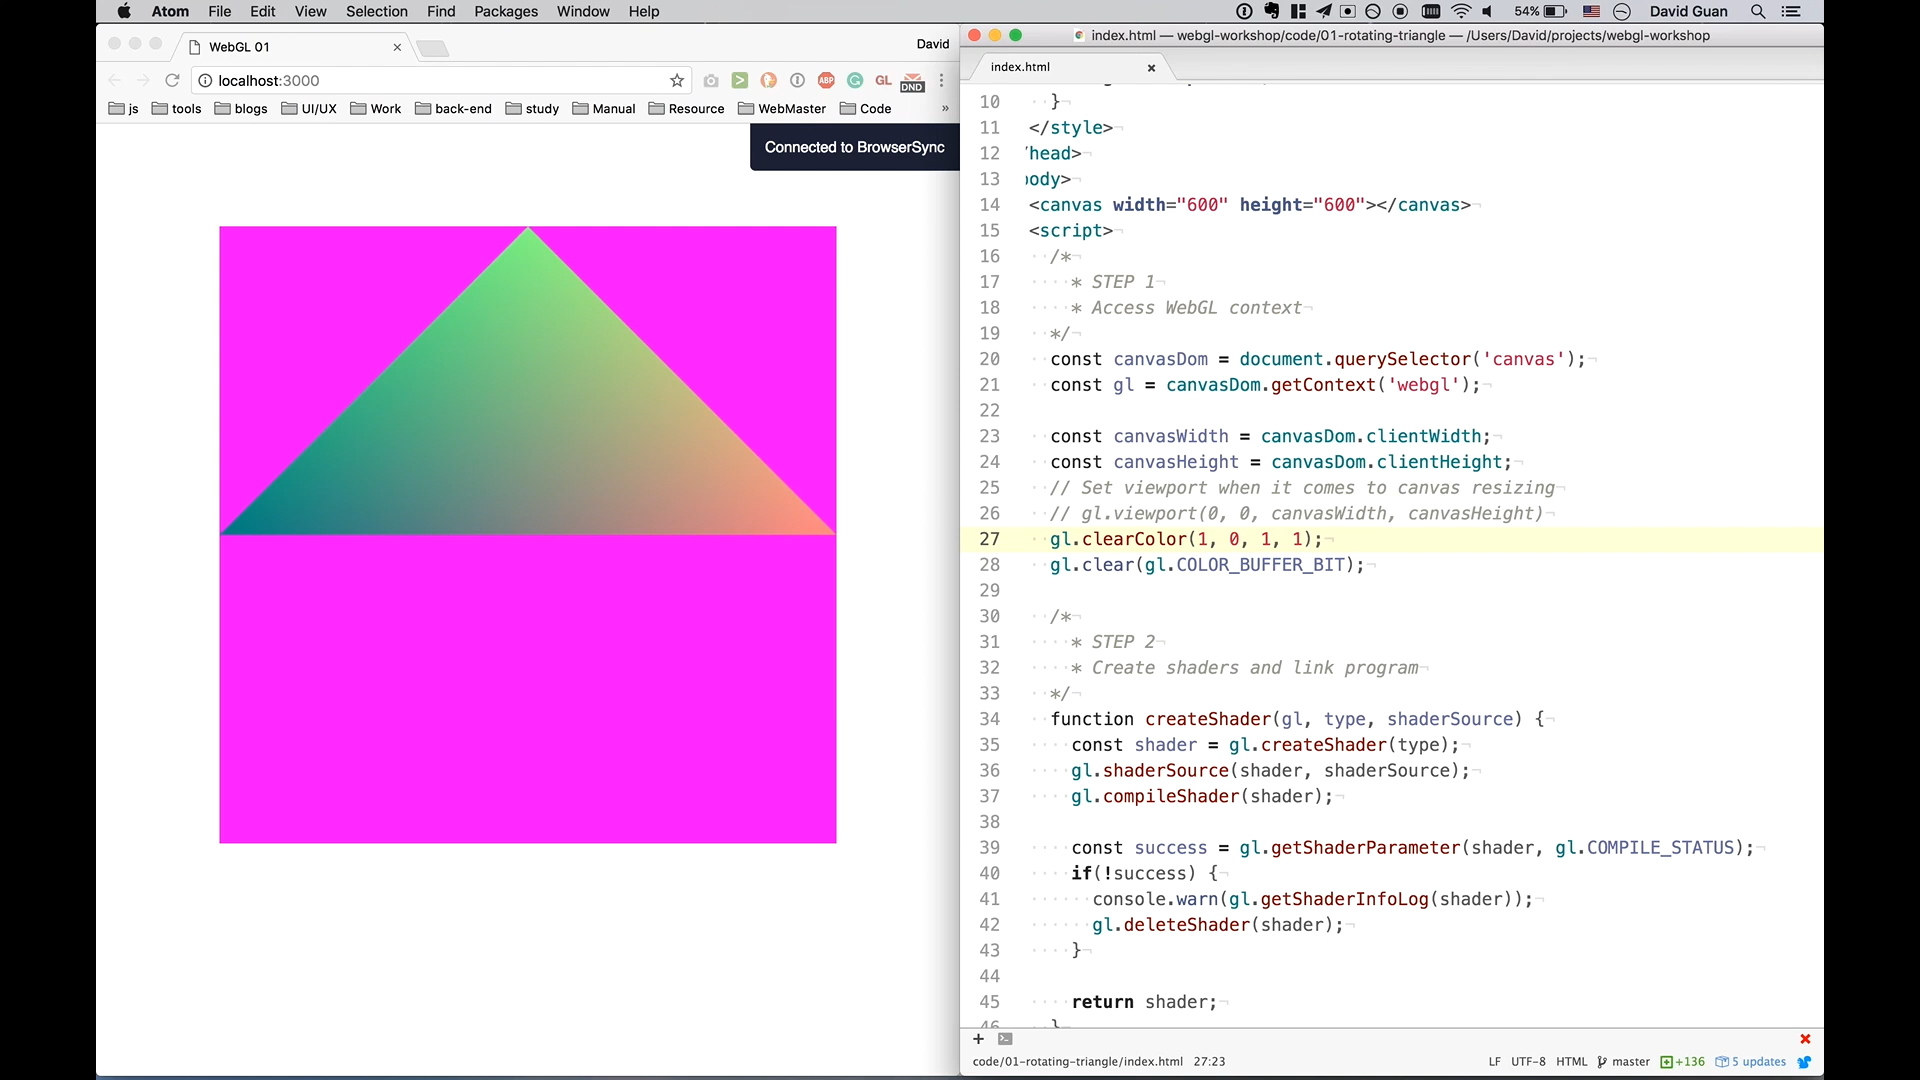 Atom File Edit View Selection Find Packages Window Help 54% David Guan
WebGL 01
David
localhost:3000
ABP GL DND
js tools blogs UI/UX Work back-end study Manual Resource WebMaster Code »
Connected to BrowserSync
index.html — webgl-workshop/code/01-rotating-triangle — /Users/David/projects/webgl-workshop
index.html
10 }
11 </style>
12 head>
13 body>
14 <canvas width="600" height="600"></canvas>
15 <script>
16 /*
17 * STEP 1
18 * Access WebGL context
19 */
20 const canvasDom = document.querySelector('canvas');
21 const gl = canvasDom.getContext('webgl');
22
23 const canvasWidth = canvasDom.clientWidth;
24 const canvasHeight = canvasDom.clientHeight;
25 // Set viewport when it comes to canvas resizing
26 // gl.viewport(0, 0, canvasWidth, canvasHeight)
27 gl.clearColor(1, 0, 1, 1);
28 gl.clear(gl.COLOR_BUFFER_BIT);
29
30 /*
31 * STEP 2
32 * Create shaders and link program
33 */
34 function createShader(gl, type, shaderSource) {
35 const shader = gl.createShader(type);
36 gl.shaderSource(shader, shaderSource);
37 gl.compileShader(shader);
38
39 const success = gl.getShaderParameter(shader, gl.COMPILE_STATUS);
40 if(!success) {
41 console.warn(gl.getShaderInfoLog(shader));
42 gl.deleteShader(shader);
43 }
44
45 return shader;
46 }
code/01-rotating-triangle/index.html 27:23 LF UTF-8 HTML master +136 5 updates